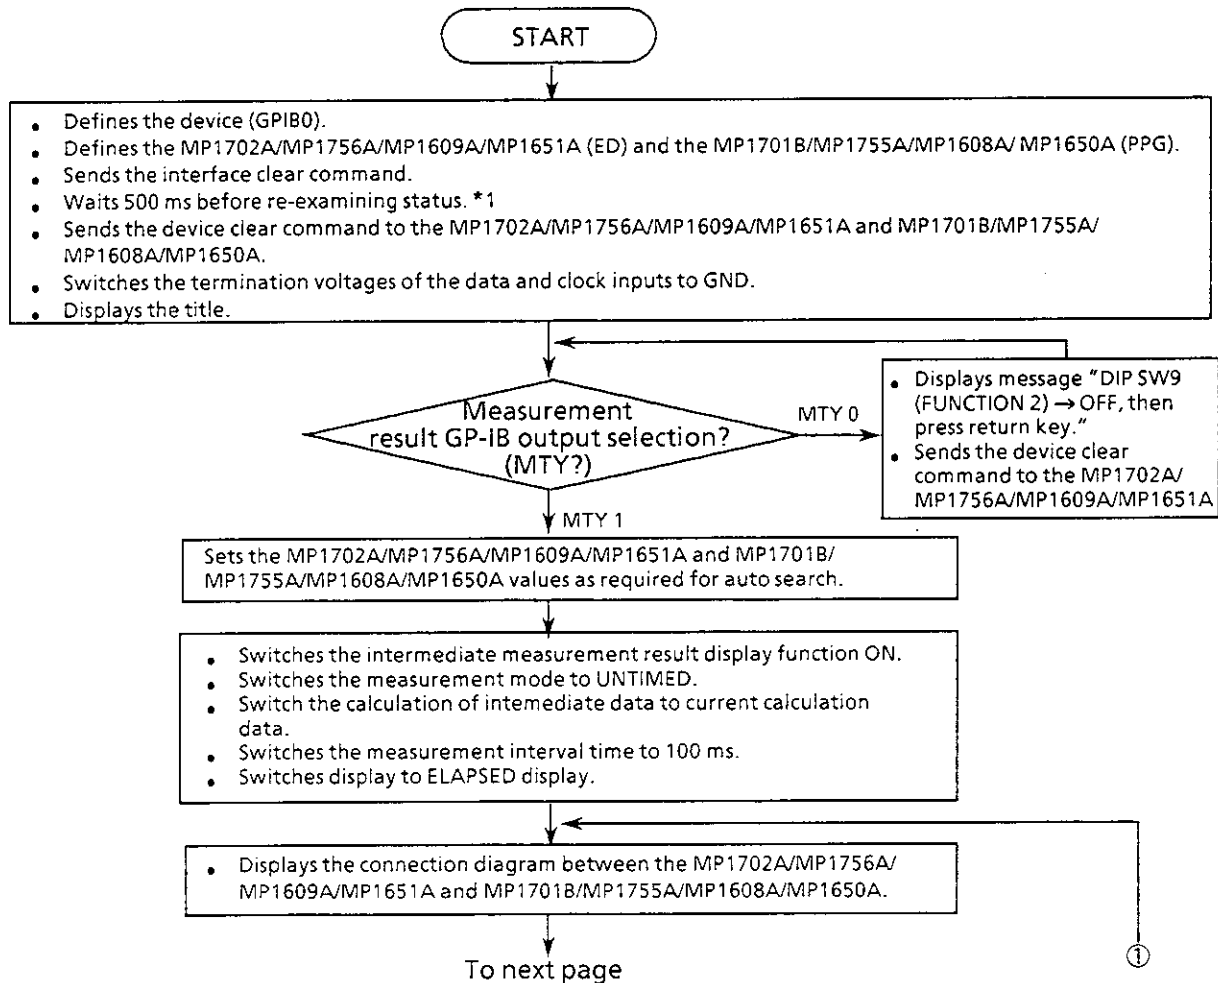 START
• Defines the device (GPIB0).
• Defines the MP1702A/MP1756A/MP1609A/MP1651A (ED) and the MP1701B/MP1755A/MP1608A/ MP1650A (PPG).
• Sends the interface clear command.
• Waits 500 ms before re-examining status. *1
• Sends the device clear command to the MP1702A/MP1756A/MP1609A/MP1651A and MP1701B/MP1755A/
MP1608A/MP1650A.
• Switches the termination voltages of the data and clock inputs to GND.
• Displays the title.
Measurement
result GP-IB output selection?
(MTY?)
MTY 0
• Displays message "DIP SW9
(FUNCTION 2) → OFF, then
press return key."
• Sends the device clear
command to the MP1702A/
MP1756A/MP1609A/MP1651A
MTY 1
Sets the MP1702A/MP1756A/MP1609A/MP1651A and MP1701B/
MP1755A/MP1608A/MP1650A values as required for auto search.
• Switches the intermediate measurement result display function ON.
• Switches the measurement mode to UNTIMED.
• Switch the calculation of intemediate data to current calculation
data.
• Switches the measurement interval time to 100 ms.
• Switches display to ELAPSED display.
• Displays the connection diagram between the MP1702A/MP1756A/
MP1609A/MP1651A and MP1701B/MP1755A/MP1608A/MP1650A.
To next page
①